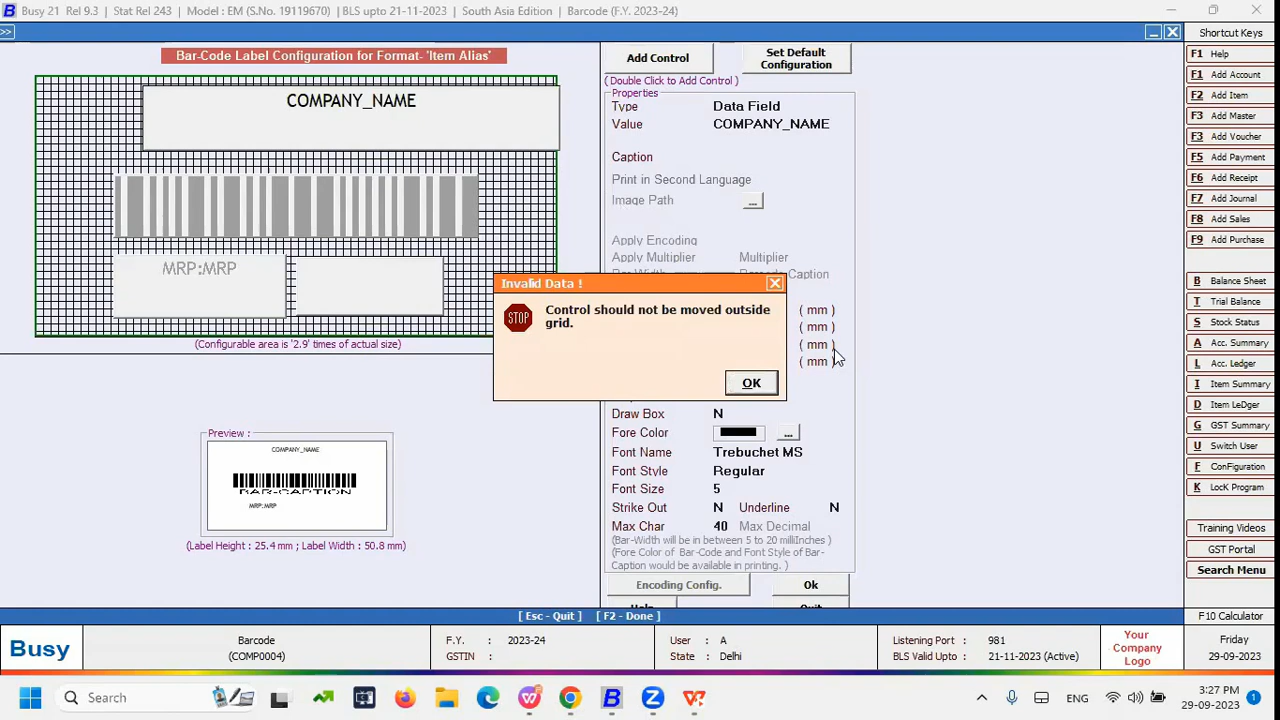 Busy 21 Rel 9.3 | Stat Rel 243 | Model : EM (S.No. 19119670) | BLS upto 21-11-2023 | South Asia Edition | Barcode (F.Y. 2023-24)
>>
Shortcut Keys
Bar-Code Label Configuration for Format- 'Item Alias'
COMPANY_NAME
MRP:MRP
(Configurable area is '2.9' times of actual size)
Preview :
COMPANY_NAME
BAR-CAPTION
MRP:MRP
(Label Height : 25.4 mm ; Label Width : 50.8 mm)
Add Control
Set Default Configuration
( Double Click to Add Control )
Properties
Type Data Field
Value COMPANY_NAME
Caption
Print in Second Language
Image Path ...
Apply Encoding
Apply Multiplier Multiplier
Caption
Invalid Data !
STOP
Control should not be moved outside
grid.
OK
( mm )
( mm )
( mm )
( mm )
Draw Box N
Fore Color ...
Font Name Trebuchet MS
Font Style Regular
Font Size 5
Strike Out N Underline N
Max Char 40 Max Decimal
(Bar-Width will be in between 5 to 20 milliInches )
(Fore Color of Bar-Code and Font Style of Bar-
Caption would be available in printing. )
Encoding Config. Ok
[ Esc - Quit ] [ F2 - Done ]
F1 Help
F1 Add Account
F2 Add Item
F3 Add Master
F3 Add Voucher
F5 Add Payment
F6 Add Receipt
F7 Add Journal
F8 Add Sales
F9 Add Purchase
B Balance Sheet
T Trial Balance
S Stock Status
A Acc. Summary
L Acc. Ledger
I Item Summary
D Item LeDger
G GST Summary
U Switch User
F ConFiguration
K LocK Program
Training Videos
GST Portal
Search Menu
F10 Calculator
Busy
Barcode
(COMP0004)
F.Y. : 2023-24
GSTIN :
User : A
State : Delhi
Listening Port : 981
BLS Valid Upto : 21-11-2023 (Active)
Your
Company
Logo
Friday
29-09-2023
Search
ENG
3:27 PM
29-09-2023
1